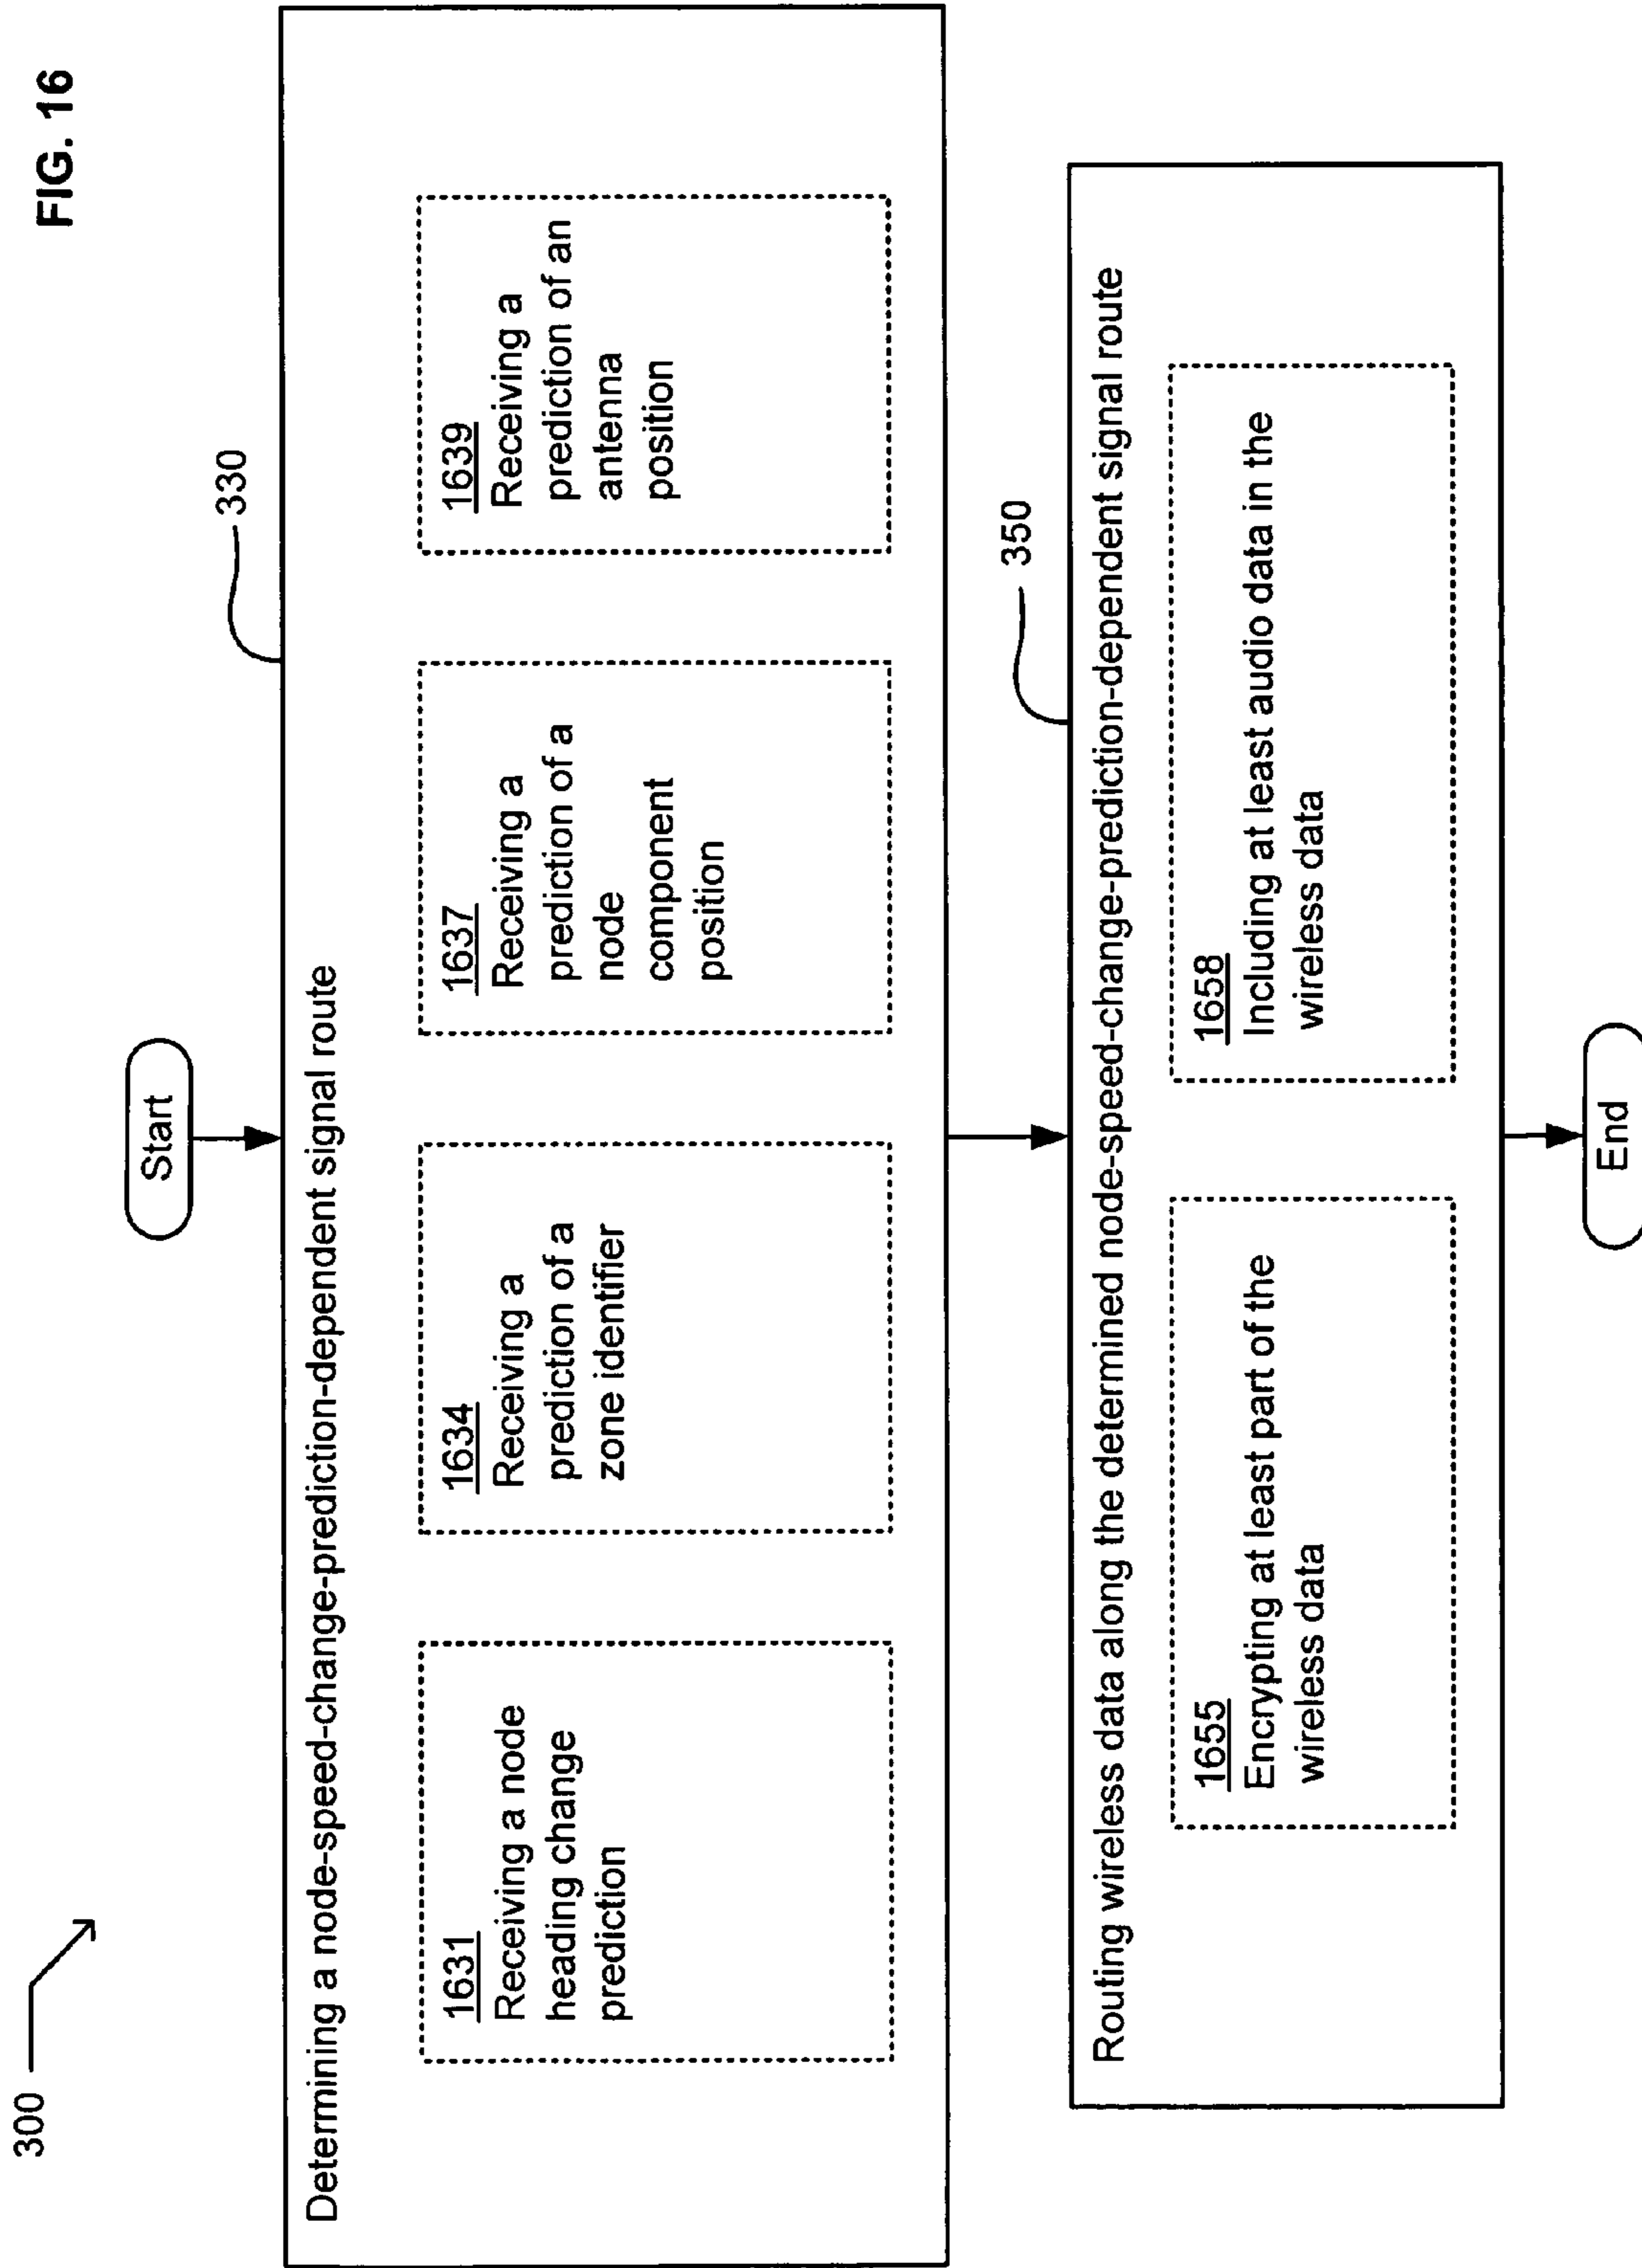 FIG. 16
300
Start
330
Determining a node-speed-change-prediction-dependent signal route
1631
Receiving a node
heading change
prediction
1634
Receiving a
prediction of a
zone identifier
1637
Receiving a
prediction of a
node
component
position
1639
Receiving a
prediction of an
antenna
position
350
Routing wireless data along the determined node-speed-change-prediction-dependent signal route
1655
Encrypting at least part of the
wireless data
1658
Including at least audio data in the
wireless data
End